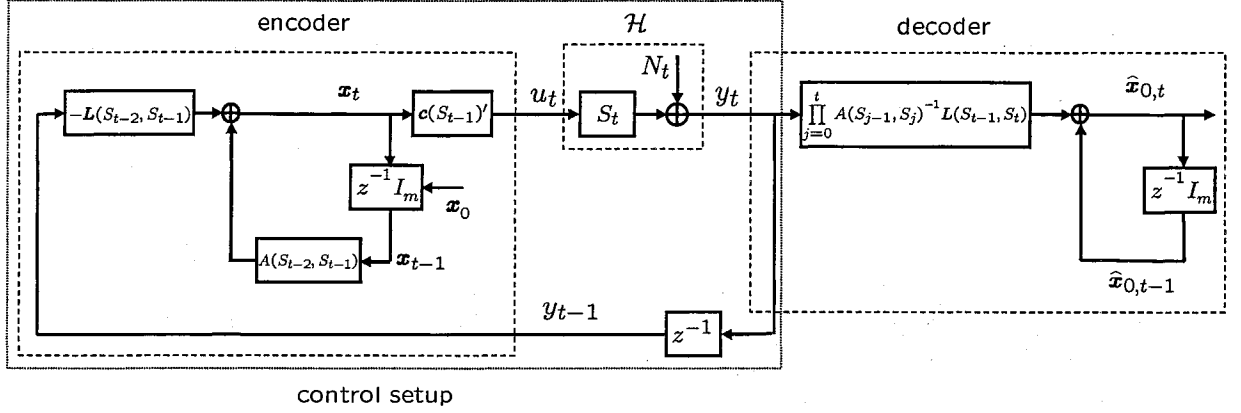 encoder
ℋ
decoder
N_t
x_t
u_t
y_t
x̂_{0,t}
−L(S_{t−2}, S_{t−1})
⊕
c(S_{t−1})′
S_t
⊕
∏_{j=0}^{t} A(S_{j−1}, S_j)^{−1} L(S_{t−1}, S_t)
⊕
z^{−1} I_m
x_0
z^{−1} I_m
A(S_{t−2}, S_{t−1})
x_{t−1}
x̂_{0,t−1}
y_{t−1}
z^{−1}
control setup